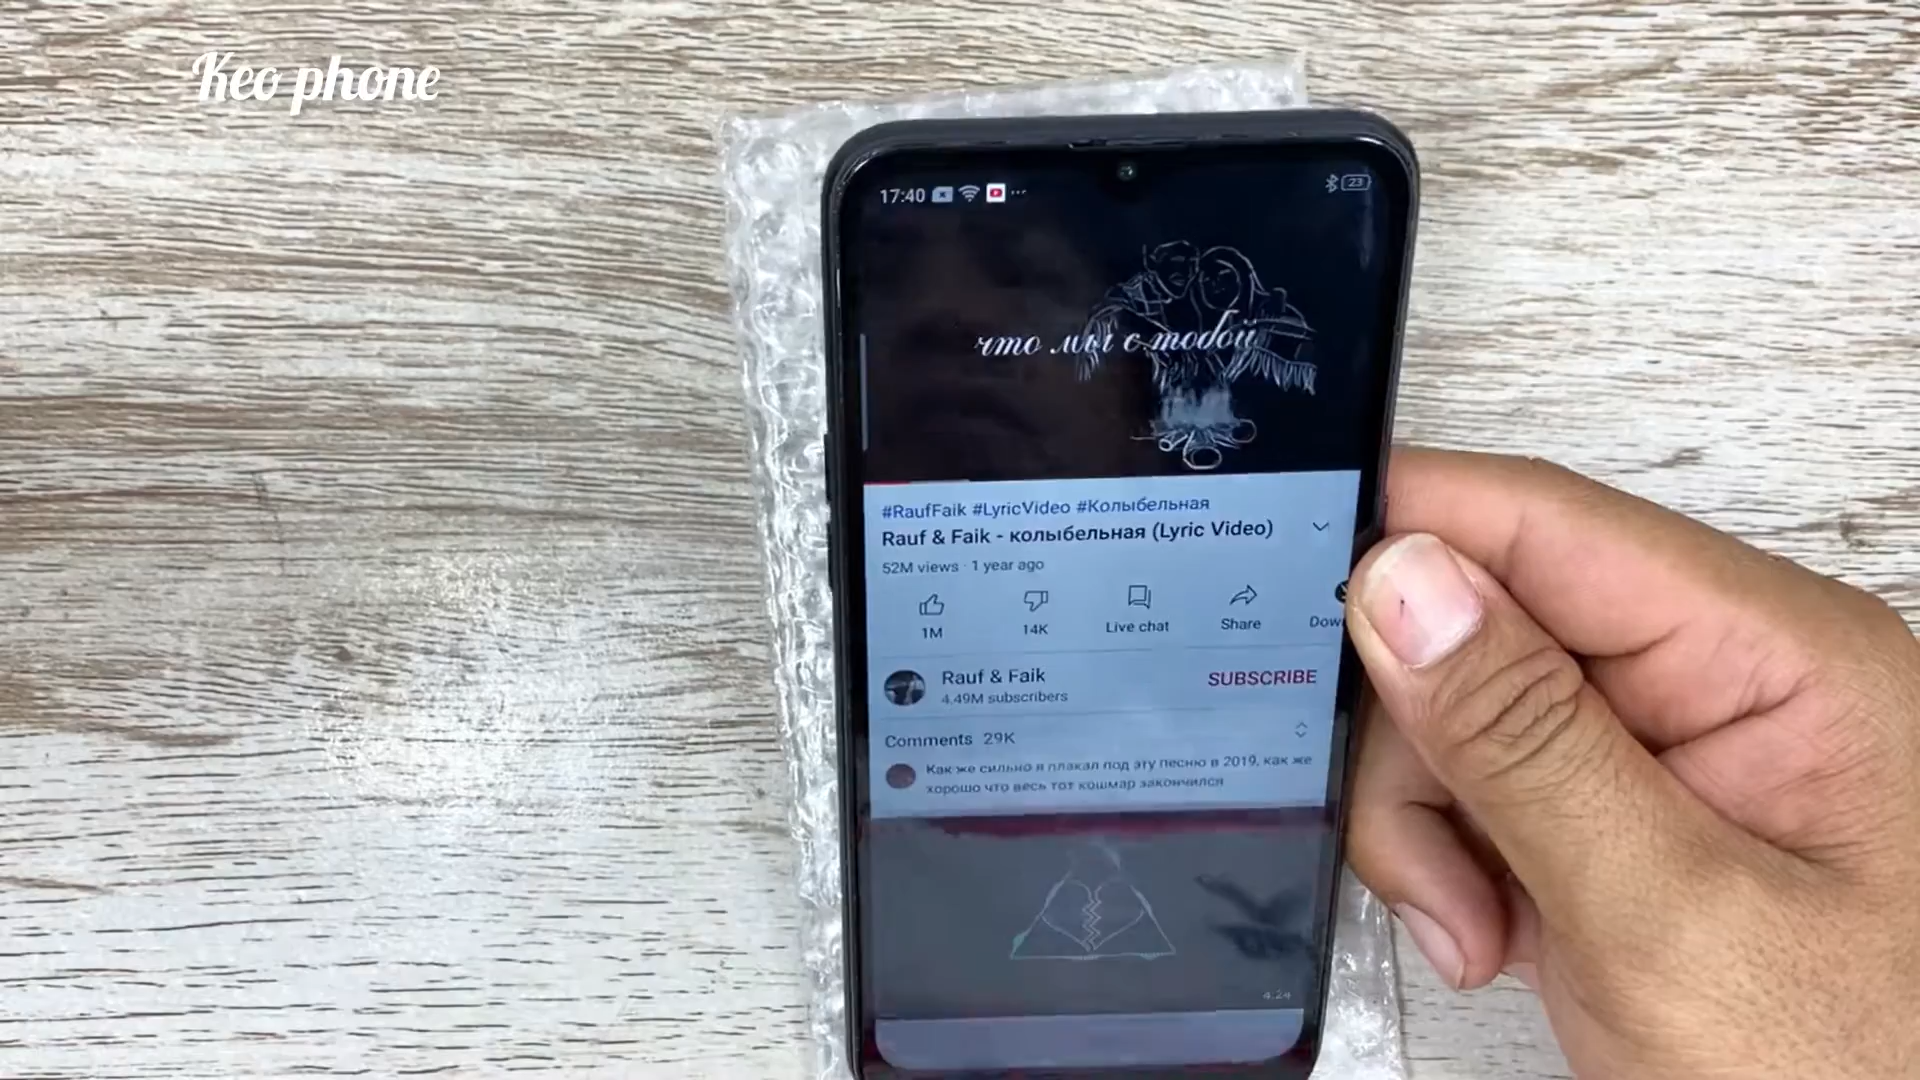 Keo phone
17:40
23
что мы с тобой
#RaufFaik #LyricVideo #Колыбельная
Rauf & Faik - колыбельная (Lyric Video)
52M views · 1 year ago
1M
14K
Live chat
Share
Dow
Rauf & Faik
4.49M subscribers
SUBSCRIBE
Comments 29K
Как же сильно я плакал под эту песню в 2019, как же
хорошо что весь тот кошмар закончился
4:24